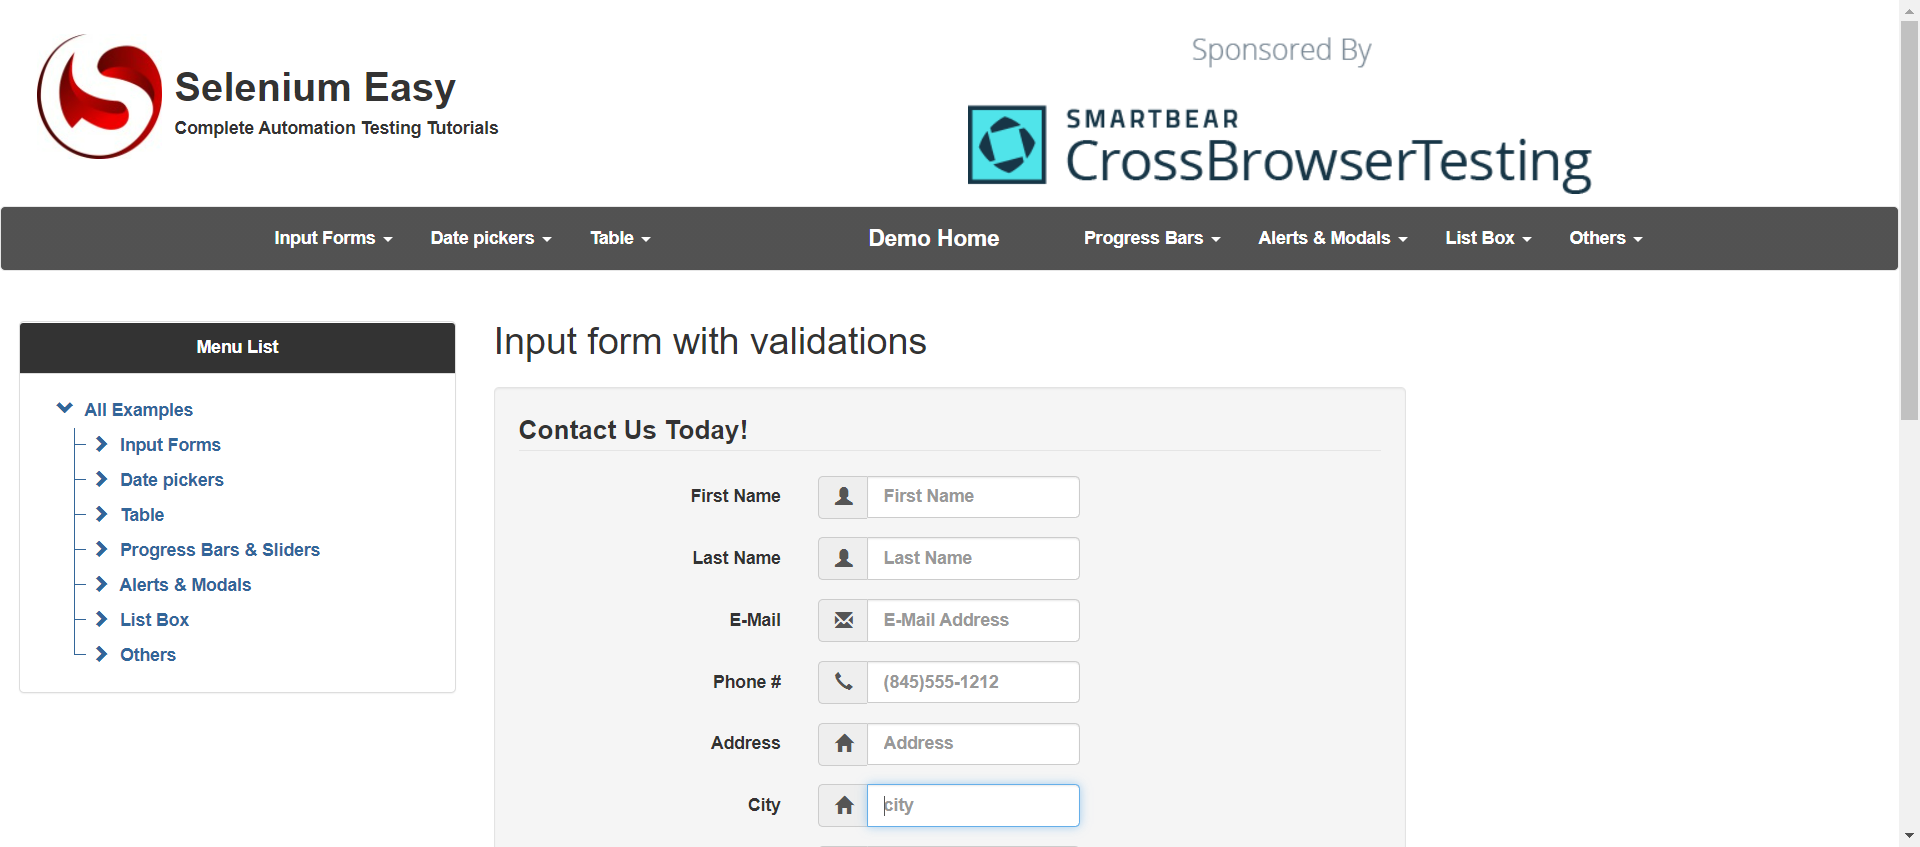 Selenium Easy
Complete Automation Testing Tutorials
Sponsored By
SMARTBEAR
CrossBrowserTesting
Input Forms Date pickers Table Demo Home Progress Bars Alerts & Modals List Box Others
Menu List
All Examples
Input Forms
Date pickers
Table
Progress Bars & Sliders
Alerts & Modals
List Box
Others
Input form with validations
Contact Us Today!
First Name First Name
Last Name Last Name
E-Mail E-Mail Address
Phone # (845)555-1212
Address Address
City city